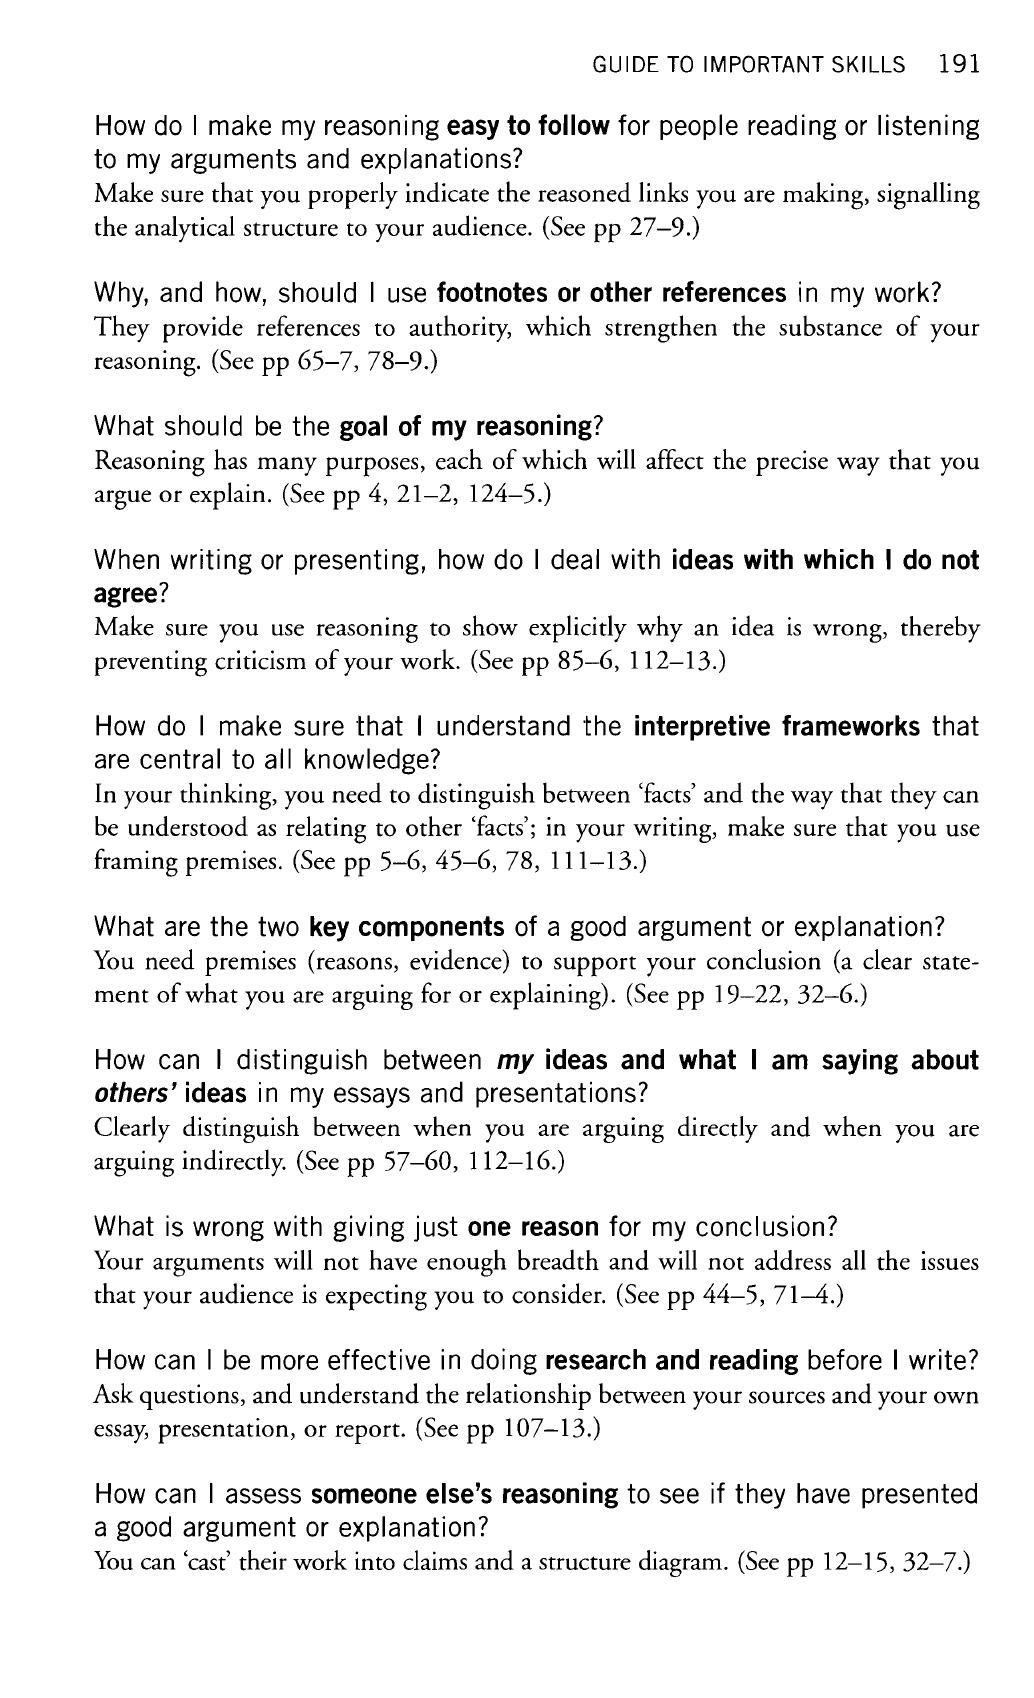 GUIDE TO IMPORTANT SKILLS 191
How do I make my reasoning easy to follow for people reading or listening
to my arguments and explanations?
Make sure that you properly indicate the reasoned links you are making, signalling
the analytical structure to your audience. (See pp 27–9.)
Why, and how, should I use footnotes or other references in my work?
They provide references to authority, which strengthen the substance of your
reasoning. (See pp 65–7, 78–9.)
What should be the goal of my reasoning?
Reasoning has many purposes, each of which will affect the precise way that you
argue or explain. (See pp 4, 21–2, 124–5.)
When writing or presenting, how do I deal with ideas with which I do not
agree?
Make sure you use reasoning to show explicitly why an idea is wrong, thereby
preventing criticism of your work. (See pp 85–6, 112–13.)
How do I make sure that I understand the interpretive frameworks that
are central to all knowledge?
In your thinking, you need to distinguish between ‘facts’ and the way that they can
be understood as relating to other ‘facts’; in your writing, make sure that you use
framing premises. (See pp 5–6, 45–6, 78, 111–13.)
What are the two key components of a good argument or explanation?
You need premises (reasons, evidence) to support your conclusion (a clear state-
ment of what you are arguing for or explaining). (See pp 19–22, 32–6.)
How can I distinguish between my ideas and what I am saying about
others’ ideas in my essays and presentations?
Clearly distinguish between when you are arguing directly and when you are
arguing indirectly. (See pp 57–60, 112–16.)
What is wrong with giving just one reason for my conclusion?
Your arguments will not have enough breadth and will not address all the issues
that your audience is expecting you to consider. (See pp 44–5, 71–4.)
How can I be more effective in doing research and reading before I write?
Ask questions, and understand the relationship between your sources and your own
essay, presentation, or report. (See pp 107–13.)
How can I assess someone else’s reasoning to see if they have presented
a good argument or explanation?
You can ‘cast’ their work into claims and a structure diagram. (See pp 12–15, 32–7.)